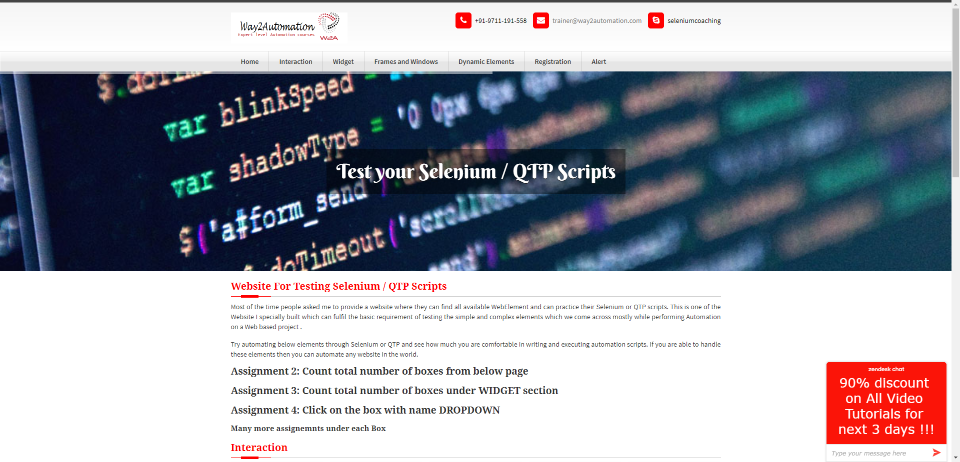 Way2Automation
Expert level Automation courses
W2A
+91-9711-191-558
trainer@way2automation.com
seleniumcoaching
Home
Interaction
Widget
Frames and Windows
Dynamic Elements
Registration
Alert
$.doTim
var blinkSpeed
var shadowType = '0 0px 6px 0px
$('a#form_send')
doTimeout('scroll
Test your Selenium / QTP Scripts
Website For Testing Selenium / QTP Scripts
Most of the time people asked me to provide a website where they can find all available WebElement and can practice their Selenium or QTP scripts. This is one of the
Website I specially built which can fulfil the basic requirement of testing the simple and complex elements which we come across mostly while performing Automation
on a Web based project .
Try automating below elements through Selenium or QTP and see how much you are comfortable in writing and executing automation scripts. If you are able to handle
these elements then you can automate any website in the world.
Assignment 2: Count total number of boxes from below page
Assignment 3: Count total number of boxes under WIDGET section
Assignment 4: Click on the box with name DROPDOWN
Many more assignemnts under each Box
Interaction
zendesk chat
90% discount
on All Video
Tutorials for
next 3 days !!!
Type your message here